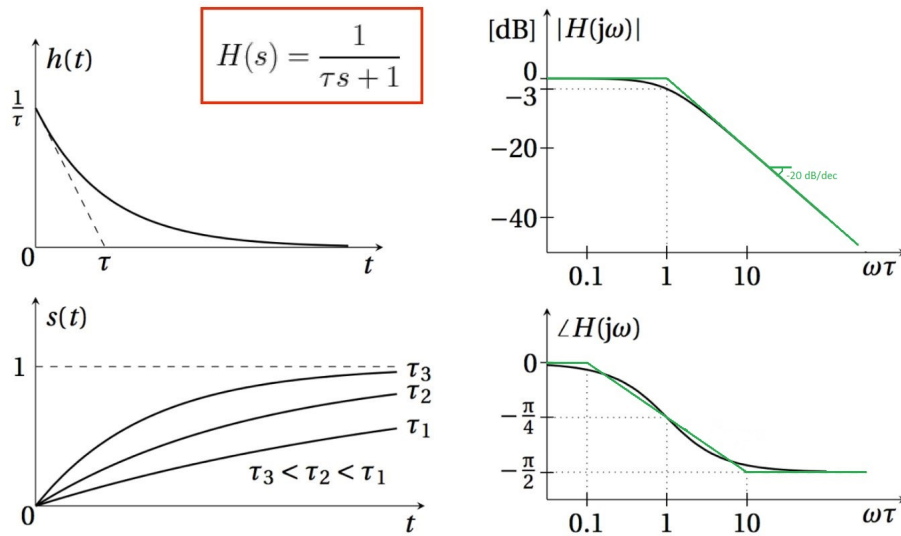 h(t)
H(s) = 1/(τs + 1)
1/τ
0
τ
t
s(t)
1
τ₃
τ₂
τ₁
τ₃ < τ₂ < τ₁
0
t
[dB]
|H(jω)|
0
−3
−20
−20 dB/dec
−40
0.1
1
10
ωτ
∠H(jω)
0
−π/4
−π/2
0.1
1
10
ωτ